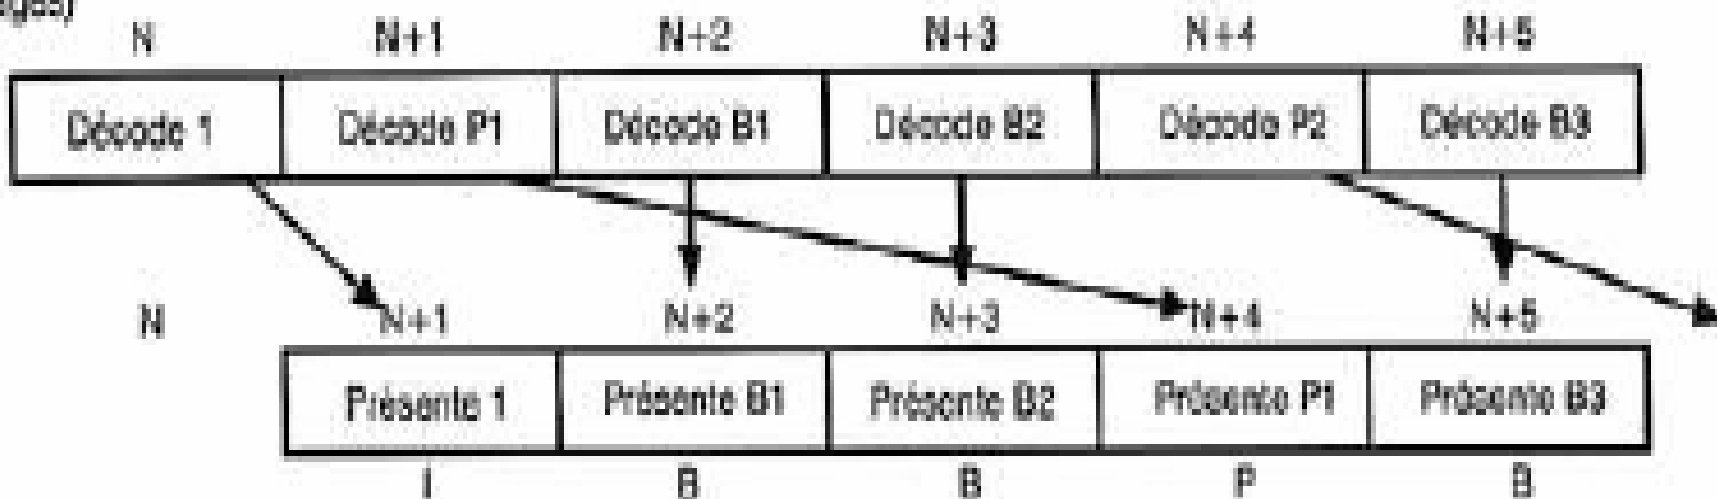 N N+1 N+2 N+3 N+4 N+5
Décode 1 Décode P1 Décode B1 Décode B2 Décode P2 Décode B3
N N+1 N+2 N+3 N+4 N+5
Présente 1 Présente B1 Présente B2 Présente P1 Présente B3
I B B P B